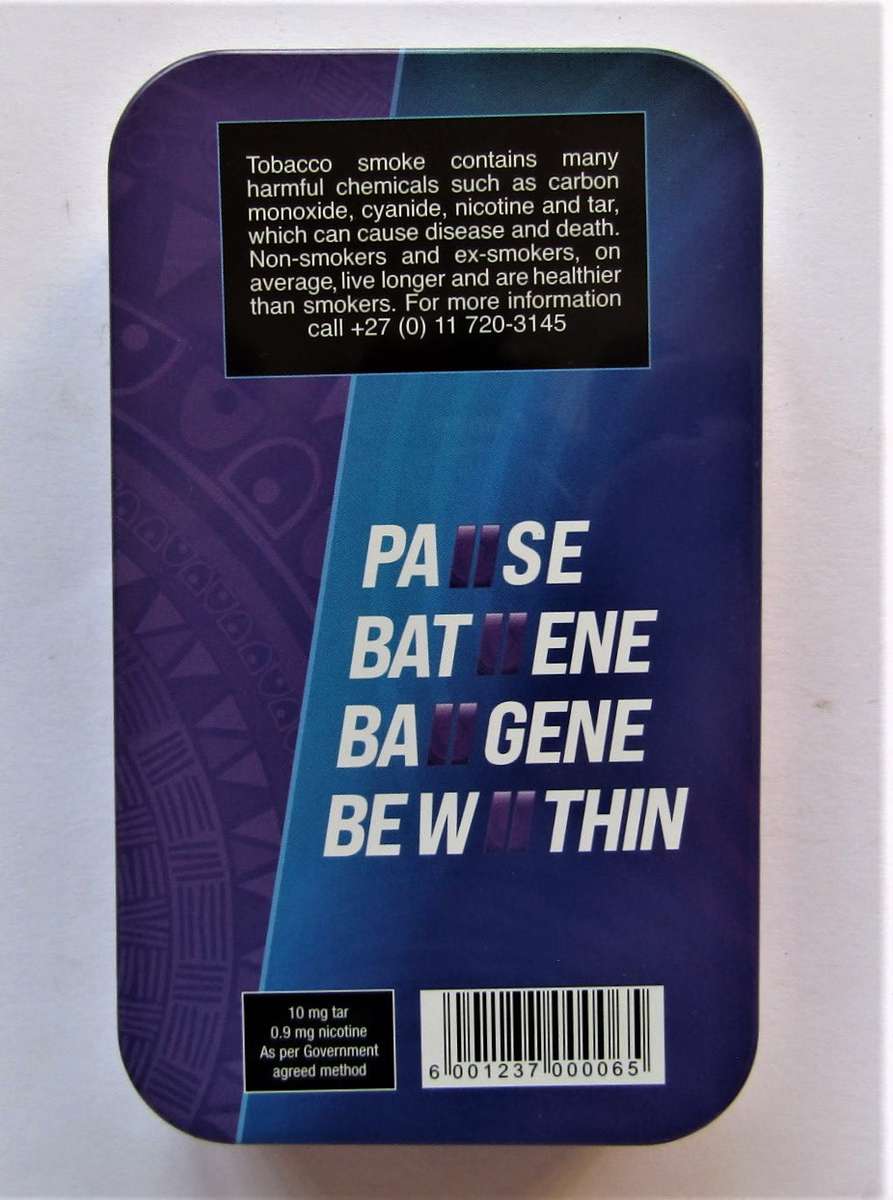 Tobacco smoke contains many
harmful chemicals such as carbon
monoxide, cyanide, nicotine and tar,
which can cause disease and death.
Non-smokers and ex-smokers, on
average, live longer and are healthier
than smokers. For more information
call +27 (0) 11 720-3145
PA SE
BAT ENE
BA GENE
BE W THIN
10 mg tar
0.9 mg nicotine
As per Government
agreed method
6 001237 000065